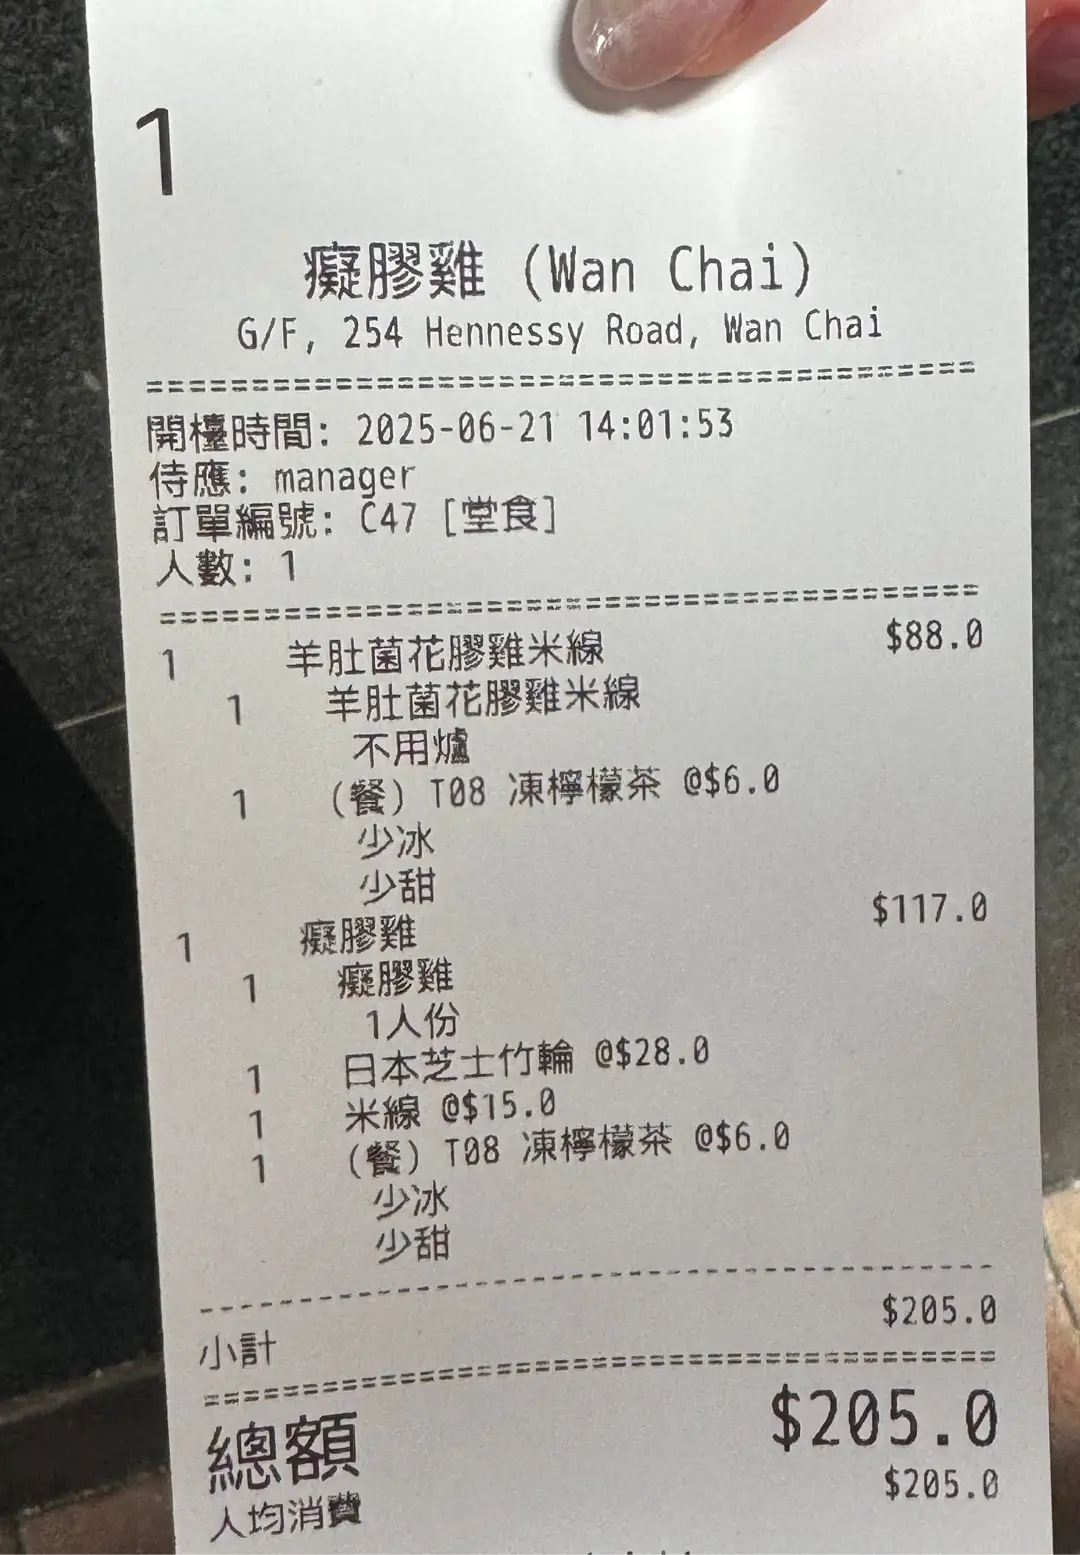 1
癡膠雞 (Wan Chai)
G/F, 254 Hennessy Road, Wan Chai
開檯時間: 2025-06-21 14:01:53
侍應: manager
訂單編號: C47 [堂食]
人數: 1
1 羊肚菌花膠雞米線 $88.0
1 羊肚菌花膠雞米線
不用爐
1 (餐) T08 凍檸檬茶 @$6.0
少冰
少甜
1 癡膠雞 $117.0
1 癡膠雞
1人份
1 日本芝士竹輪 @$28.0
1 米線 @$15.0
1 (餐) T08 凍檸檬茶 @$6.0
少冰
少甜
小計 $205.0
總額 $205.0
人均消費 $205.0